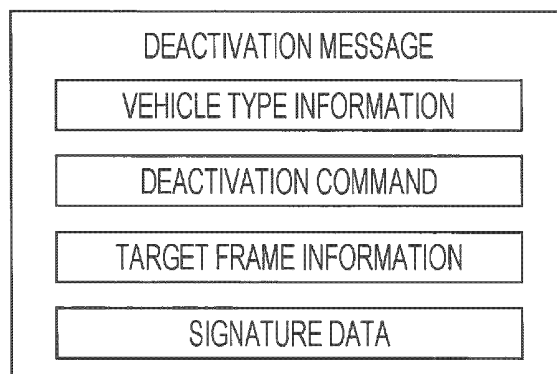 DEACTIVATION MESSAGE
VEHICLE TYPE INFORMATION
DEACTIVATION COMMAND
TARGET FRAME INFORMATION
SIGNATURE DATA